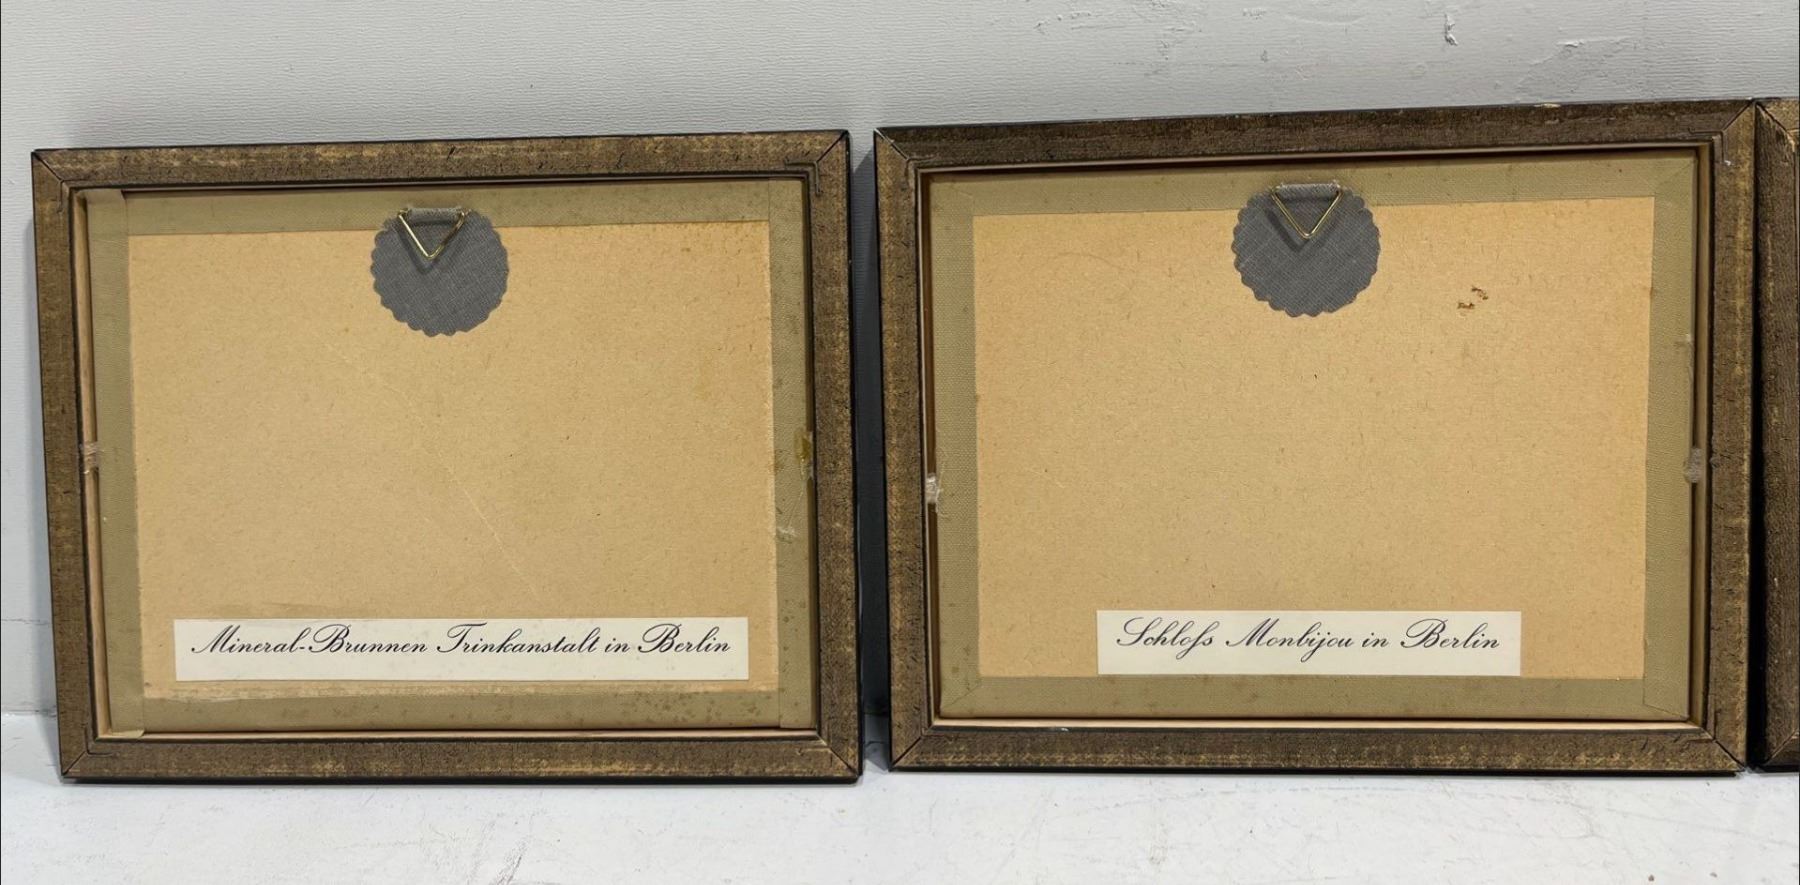 Mineral-Brunnen Trinkanstalt in Berlin
Schloſs Monbijou in Berlin